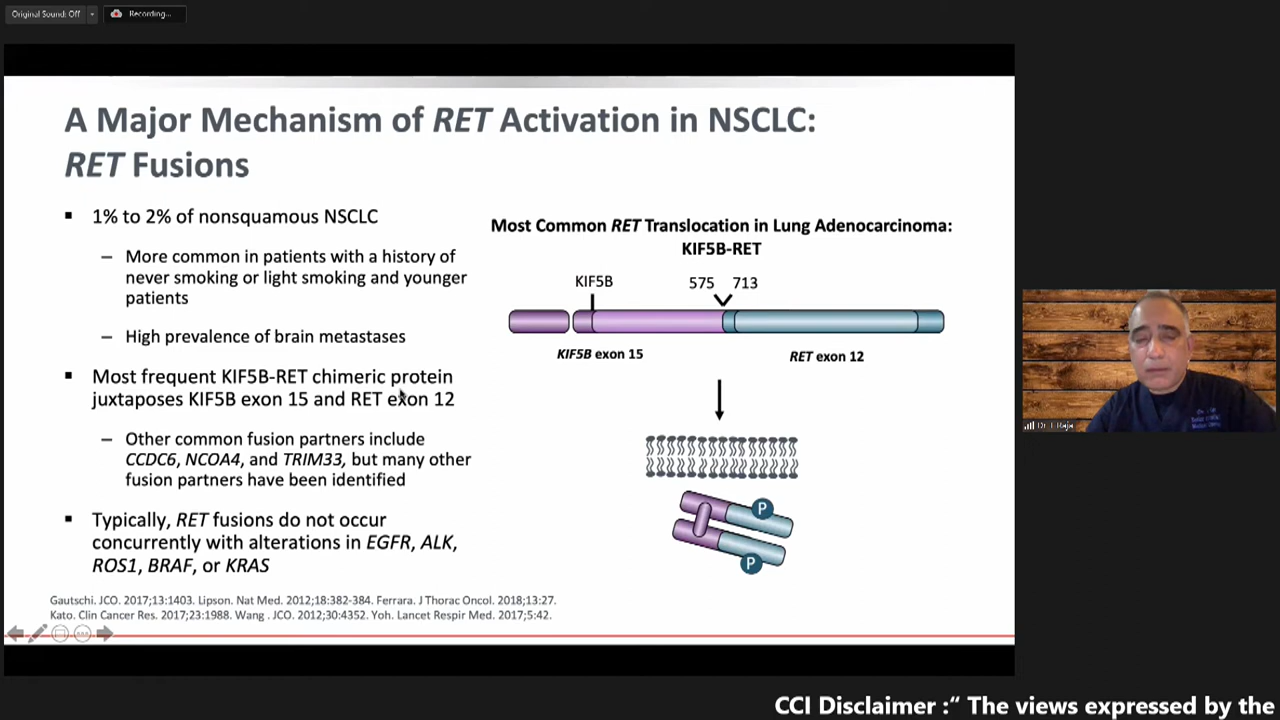 Original Sound: Off
Recording...
A Major Mechanism of RET Activation in NSCLC:
RET Fusions
▪ 1% to 2% of nonsquamous NSCLC
– More common in patients with a history of
never smoking or light smoking and younger
patients
– High prevalence of brain metastases
▪ Most frequent KIF5B-RET chimeric protein
juxtaposes KIF5B exon 15 and RET exon 12
– Other common fusion partners include
CCDC6, NCOA4, and TRIM33, but many other
fusion partners have been identified
▪ Typically, RET fusions do not occur
concurrently with alterations in EGFR, ALK,
ROS1, BRAF, or KRAS
Most Common RET Translocation in Lung Adenocarcinoma:
KIF5B-RET
KIF5B 575 713
KIF5B exon 15 RET exon 12
P
P
Gautschi. JCO. 2017;13:1403. Lipson. Nat Med. 2012;18:382-384. Ferrara. J Thorac Oncol. 2018;13:27.
Kato. Clin Cancer Res. 2017;23:1988. Wang . JCO. 2012;30:4352. Yoh. Lancet Respir Med. 2017;5:42.
Raja
CCI Disclaimer :“ The views expressed by the